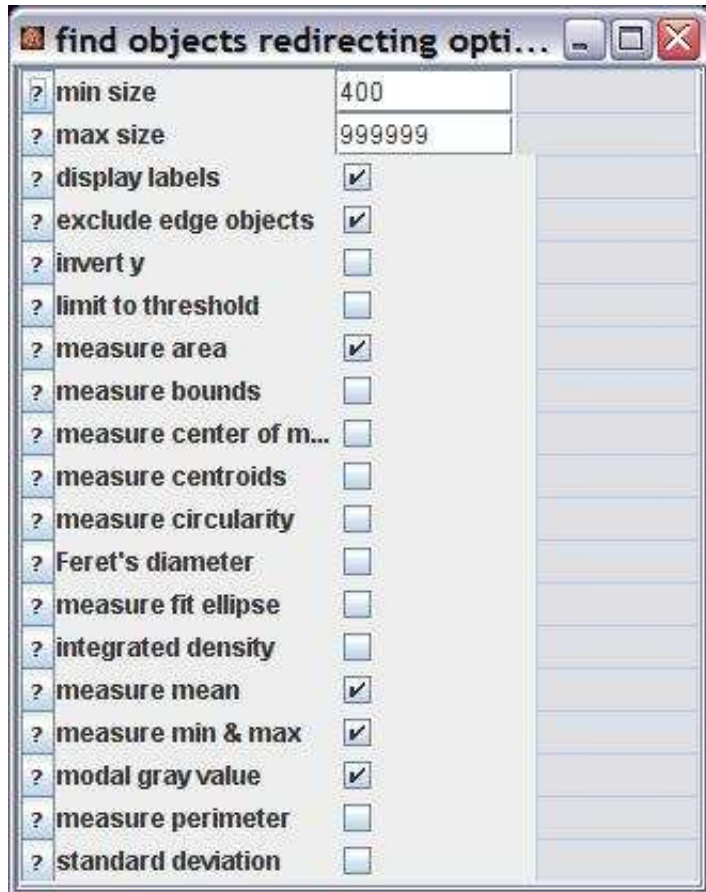 find objects redirecting opti...
? min size 400
? max size 999999
? display labels
? exclude edge objects
? invert y
? limit to threshold
? measure area
? measure bounds
? measure center of m...
? measure centroids
? measure circularity
? Feret's diameter
? measure fit ellipse
? integrated density
? measure mean
? measure min & max
? modal gray value
? measure perimeter
? standard deviation